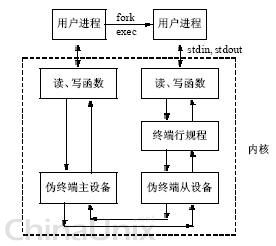 用户进程
fork
exec
用户进程
stdin, stdout
读、写函数
读、写函数
终端行规程
内核
伪终端主设备
伪终端从设备
ChinaUnix